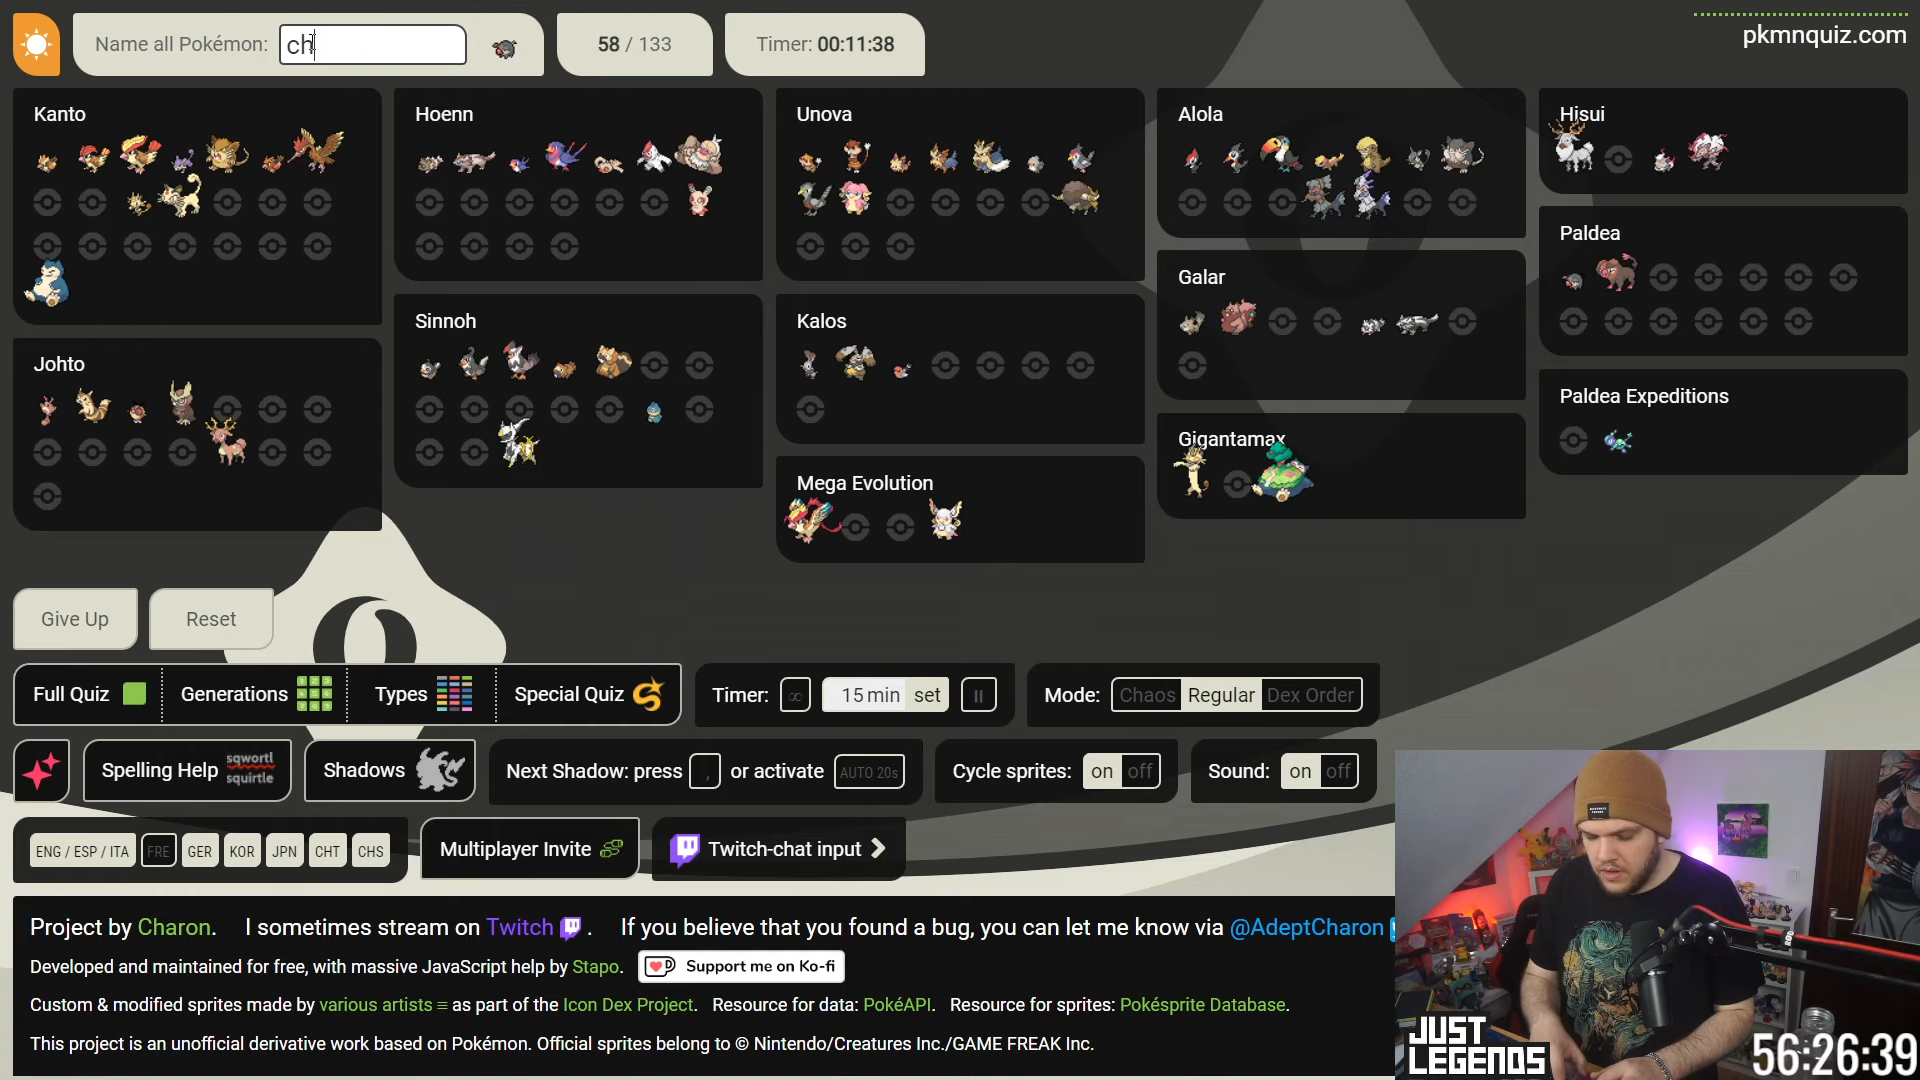 Name all Pokémon: ch
58 / 133
Timer: 00:11:38
pkmnquiz.com
Kanto
Hoenn
Unova
Alola
Hisui
Paldea
Galar
Sinnoh
Kalos
Johto
Paldea Expeditions
Gigantamax
Mega Evolution
Give Up
Reset
Full Quiz
Generations
Types
Special Quiz
Timer: ∞ 15 min set
Mode: Chaos Regular Dex Order
Spelling Help sqwortl squirtle
Shadows
Next Shadow: press , or activate AUTO 20s
Cycle sprites: on off
Sound: on off
ENG / ESP / ITA FRE GER KOR JPN CHT CHS
Multiplayer Invite
Twitch-chat input
Project by Charon. I sometimes stream on Twitch . If you believe that you found a bug, you can let me know via @AdeptCharon
Developed and maintained for free, with massive JavaScript help by Stapo. Support me on Ko-fi
Custom & modified sprites made by various artists = as part of the Icon Dex Project. Resource for data: PokéAPI. Resource for sprites: Pokésprite Database.
This project is an unofficial derivative work based on Pokémon. Official sprites belong to © Nintendo/Creatures Inc./GAME FREAK Inc.
JUST
LEGENDS
56:26:39